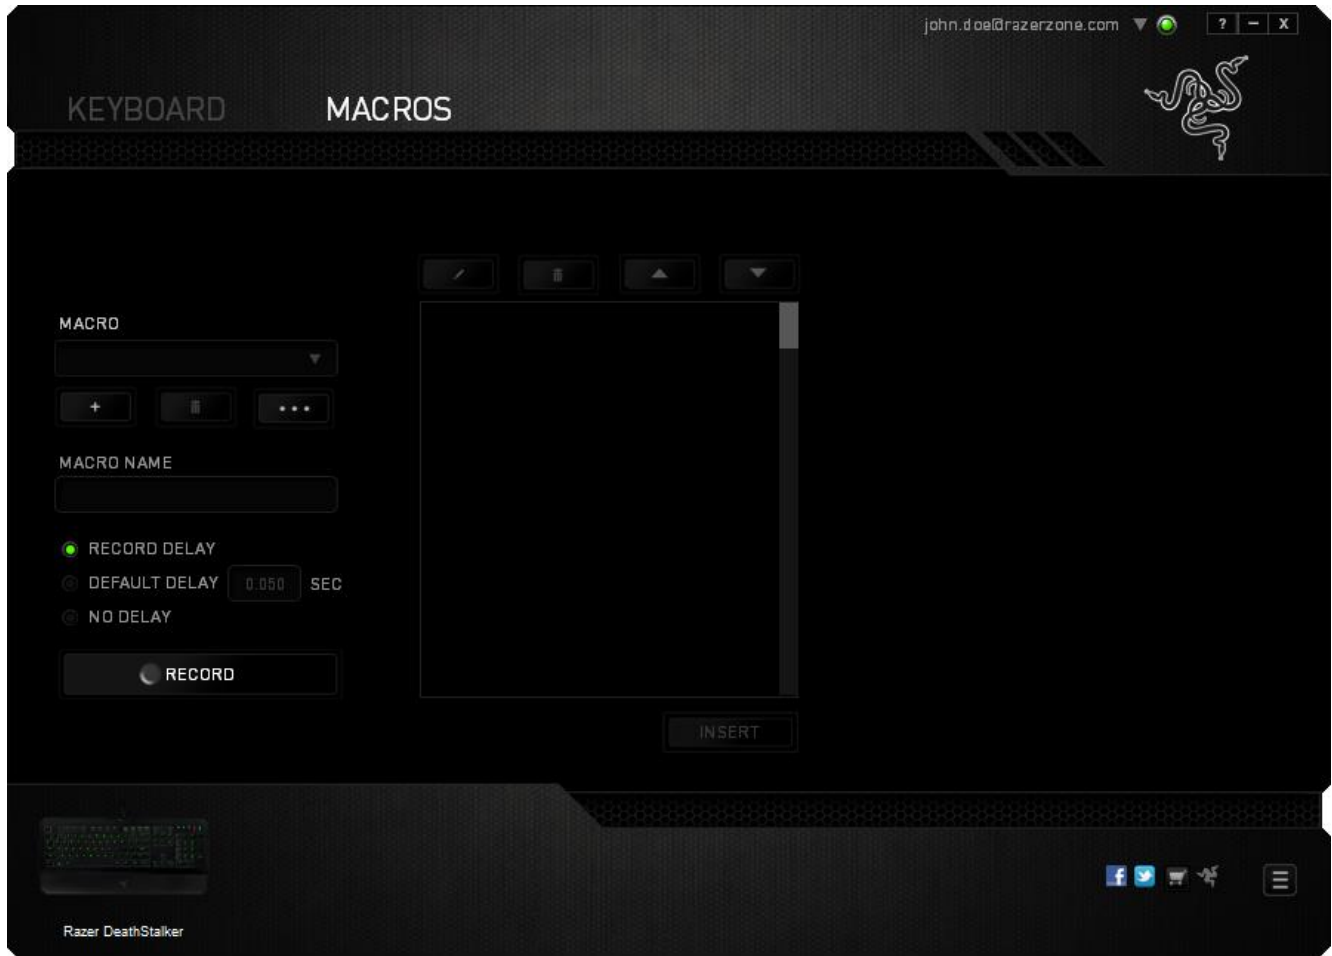 john.doe@razerzone.com
? – X
KEYBOARD MACROS
MACRO
+ •••
MACRO NAME
RECORD DELAY
DEFAULT DELAY 0.050 SEC
NO DELAY
RECORD
INSERT
Razer DeathStalker